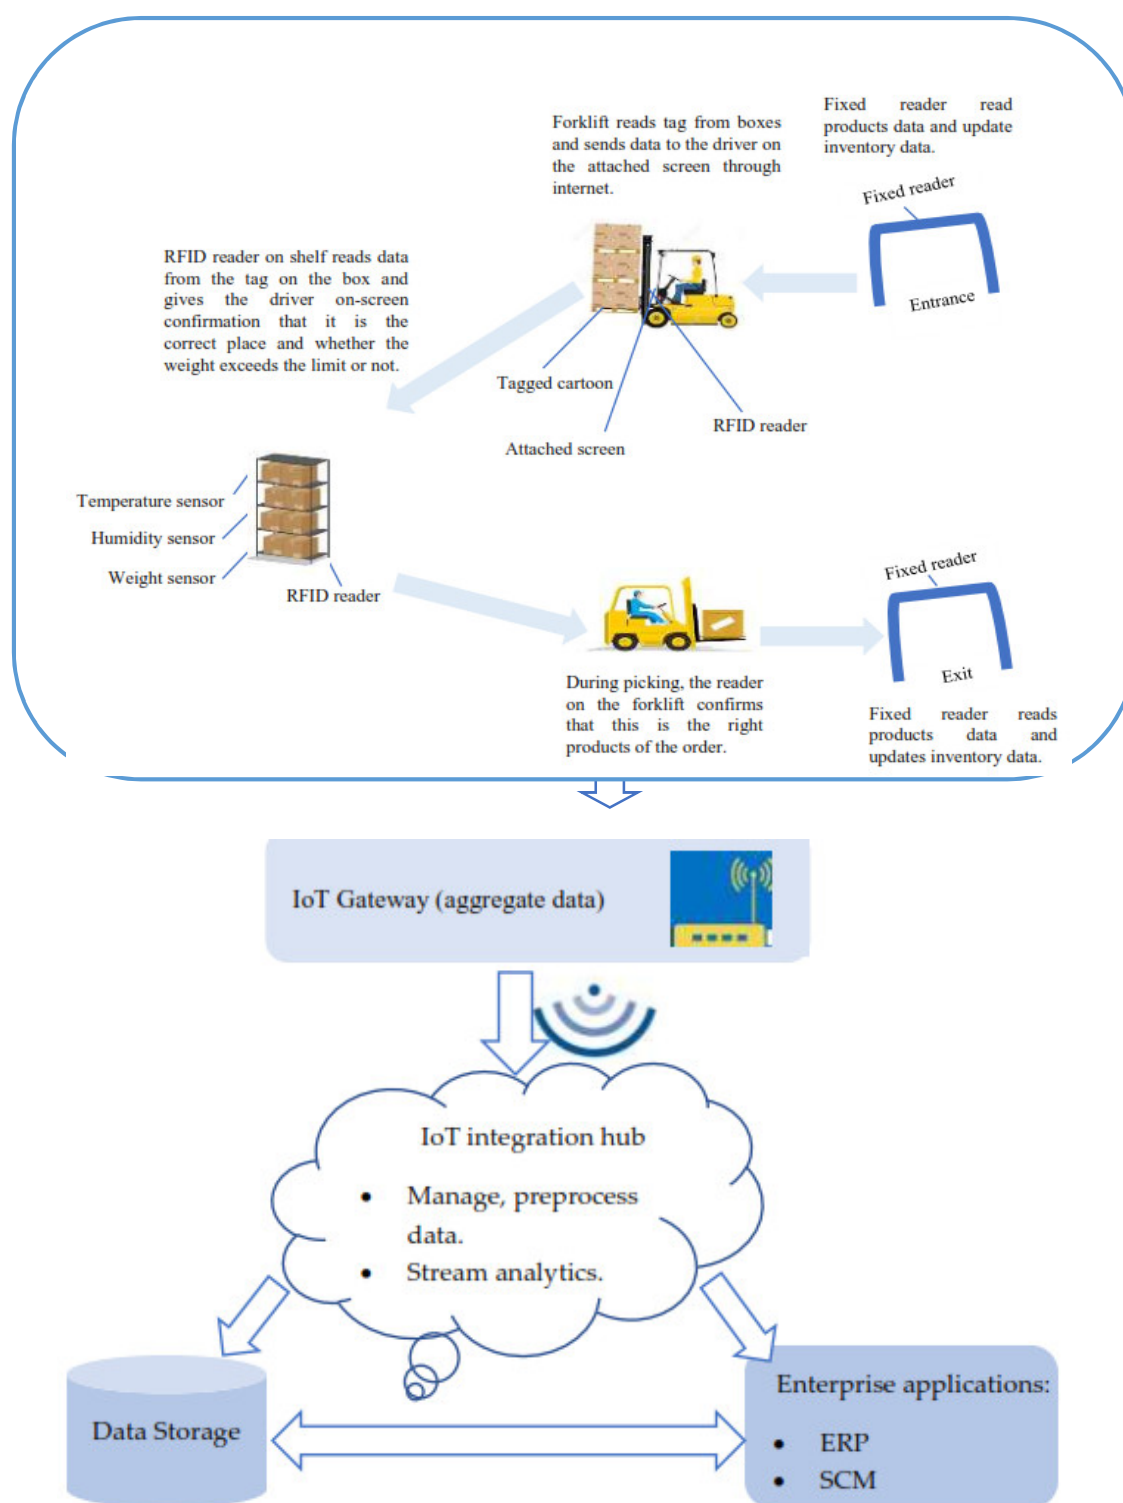 Fixed reader read
products data and update
inventory data.
Forklift reads tag from boxes
and sends data to the driver on
the attached screen through
internet.
Fixed reader
Entrance
RFID reader on shelf reads data
from the tag on the box and
gives the driver on-screen
confirmation that it is the
correct place and whether the
weight exceeds the limit or not.
Tagged cartoon
RFID reader
Attached screen
Temperature sensor
Humidity sensor
Weight sensor
RFID reader
Fixed reader
Exit
During picking, the reader
on the forklift confirms
that this is the right
products of the order.
Fixed reader reads
products data and
updates inventory data.
IoT Gateway (aggregate data)
IoT integration hub
• Manage, preprocess
data.
• Stream analytics.
Data Storage
Enterprise applications:
• ERP
• SCM